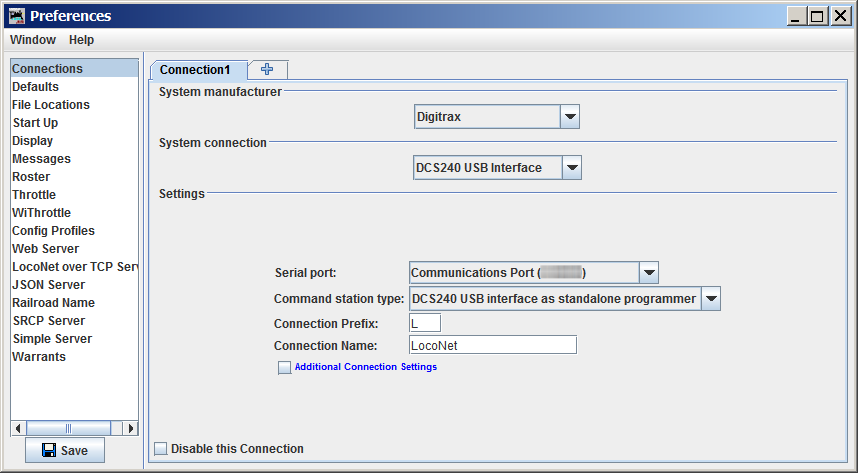 Preferences
Window Help
Connections
Defaults
File Locations
Start Up
Display
Messages
Roster
Throttle
WiThrottle
Config Profiles
Web Server
LocoNet over TCP Serv
JSON Server
Railroad Name
SRCP Server
Simple Server
Warrants
Save
Connection1
System manufacturer
Digitrax
System connection
DCS240 USB Interface
Settings
Serial port: Communications Port ( )
Command station type: DCS240 USB interface as standalone programmer
Connection Prefix: L
Connection Name: LocoNet
Additional Connection Settings
Disable this Connection